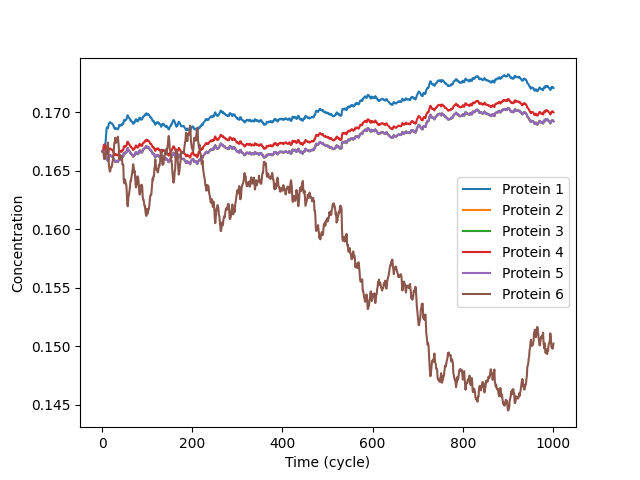 0.170
0.165
0.160
0.155
0.150
0.145
Concentration
0
200
400
600
800
1000
Time (cycle)
Protein 1
Protein 2
Protein 3
Protein 4
Protein 5
Protein 6